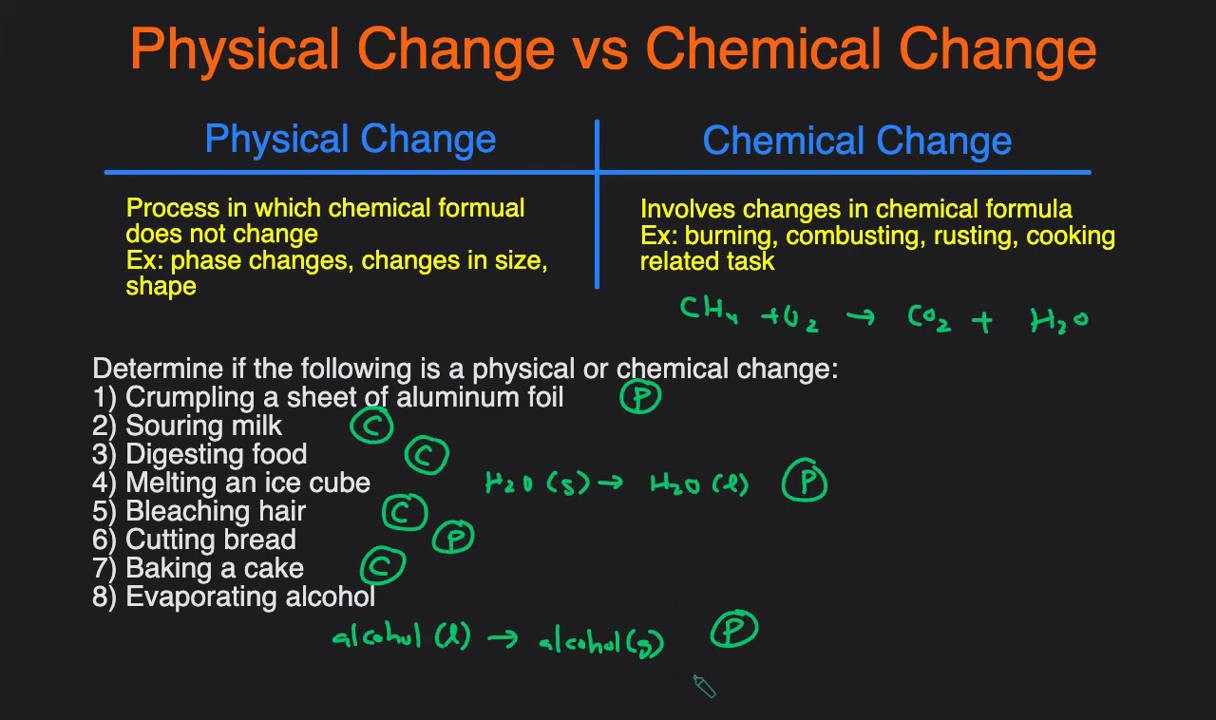 Physical Change vs Chemical Change
Physical Change
Chemical Change
Process in which chemical formual
does not change
Ex: phase changes, changes in size,
shape
Involves changes in chemical formula
Ex: burning, combusting, rusting, cooking
related task
CH₄ + O₂ → CO₂ + H₂O
Determine if the following is a physical or chemical change:
1) Crumpling a sheet of aluminum foil P
2) Souring milk C
3) Digesting food C
4) Melting an ice cube H₂O (s) → H₂O (l) P
5) Bleaching hair C
6) Cutting bread P
7) Baking a cake C
8) Evaporating alcohol
alcohol (l) → alcohol (g) P